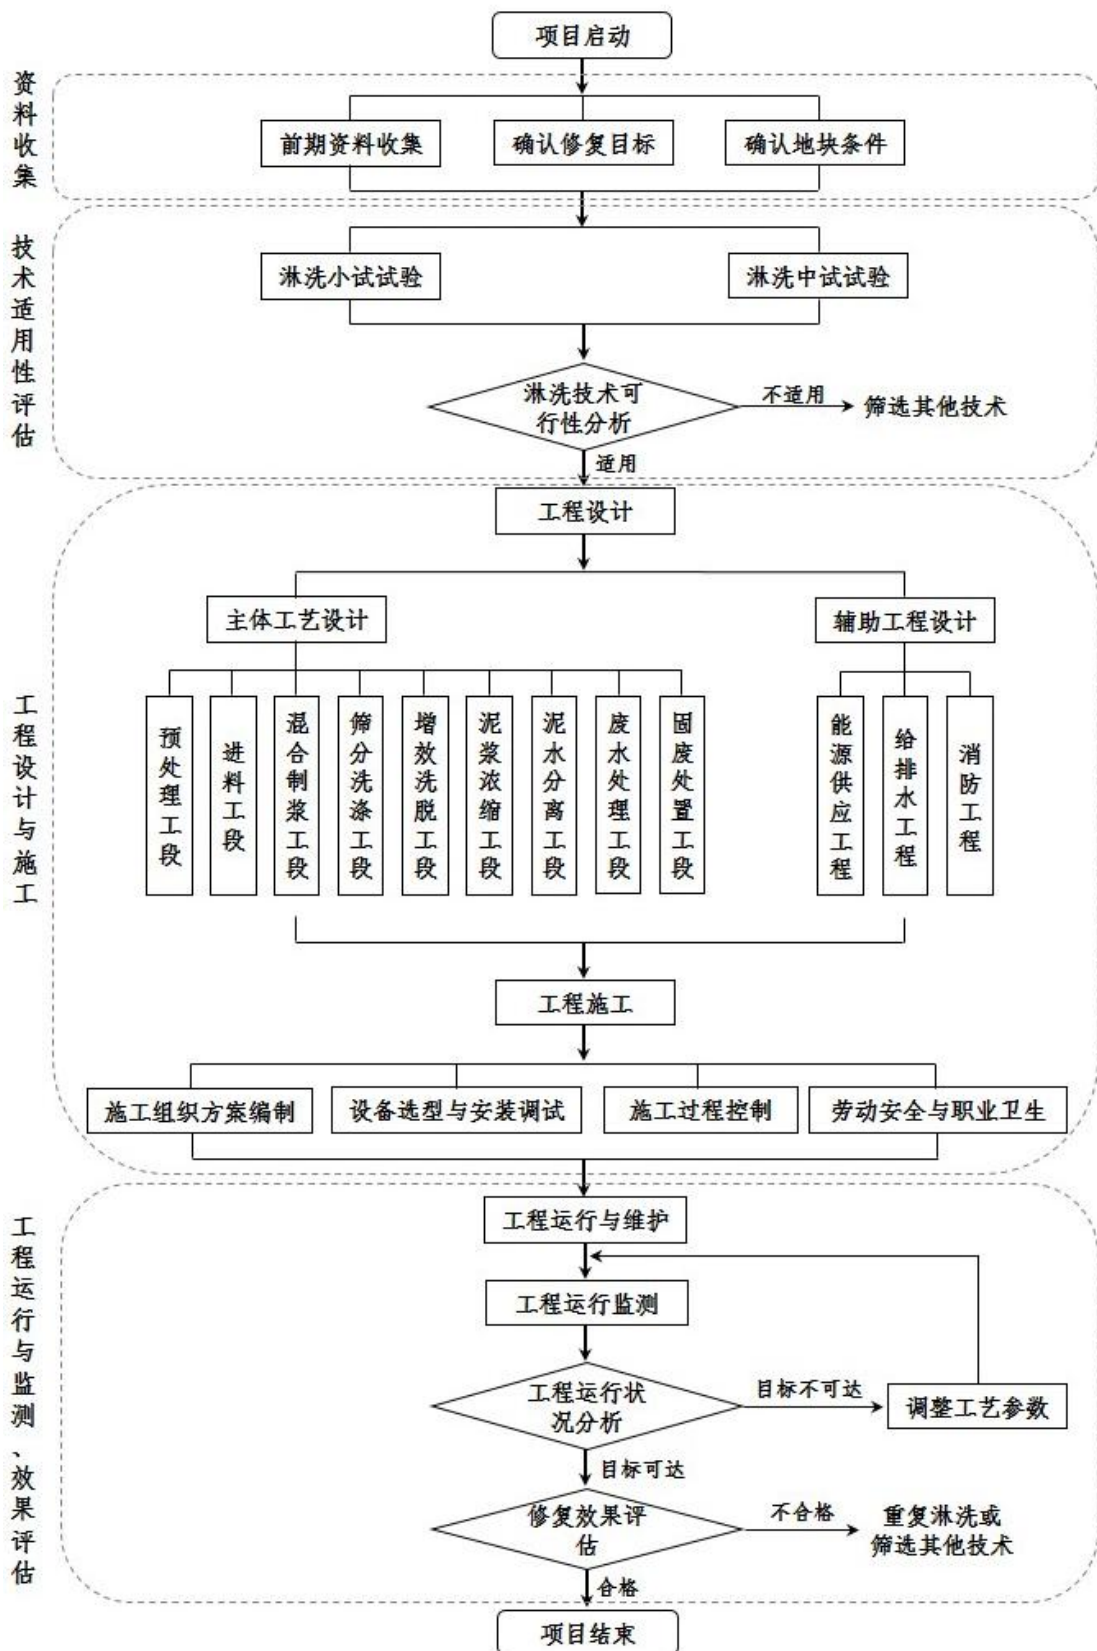 项目启动
资料收集
前期资料收集
确认修复目标
确认地块条件
技术适用性评估
淋洗小试试验
淋洗中试试验
淋洗技术可
行性分析
不适用
筛选其他技术
适用
工程设计与施工
工程设计
主体工艺设计
辅助工程设计
预处理工段
进料工段
混合制浆工段
筛分洗涤工段
增效洗脱工段
泥浆浓缩工段
泥水分离工段
废水处理工段
固废处置工段
能源供应工程
给排水工程
消防工程
工程施工
施工组织方案编制
设备选型与安装调试
施工过程控制
劳动安全与职业卫生
工程运行与监测、效果评估
工程运行与维护
工程运行监测
工程运行状
况分析
目标不可达
调整工艺参数
目标可达
修复效果评
估
不合格
重复淋洗或
筛选其他技术
合格
项目结束